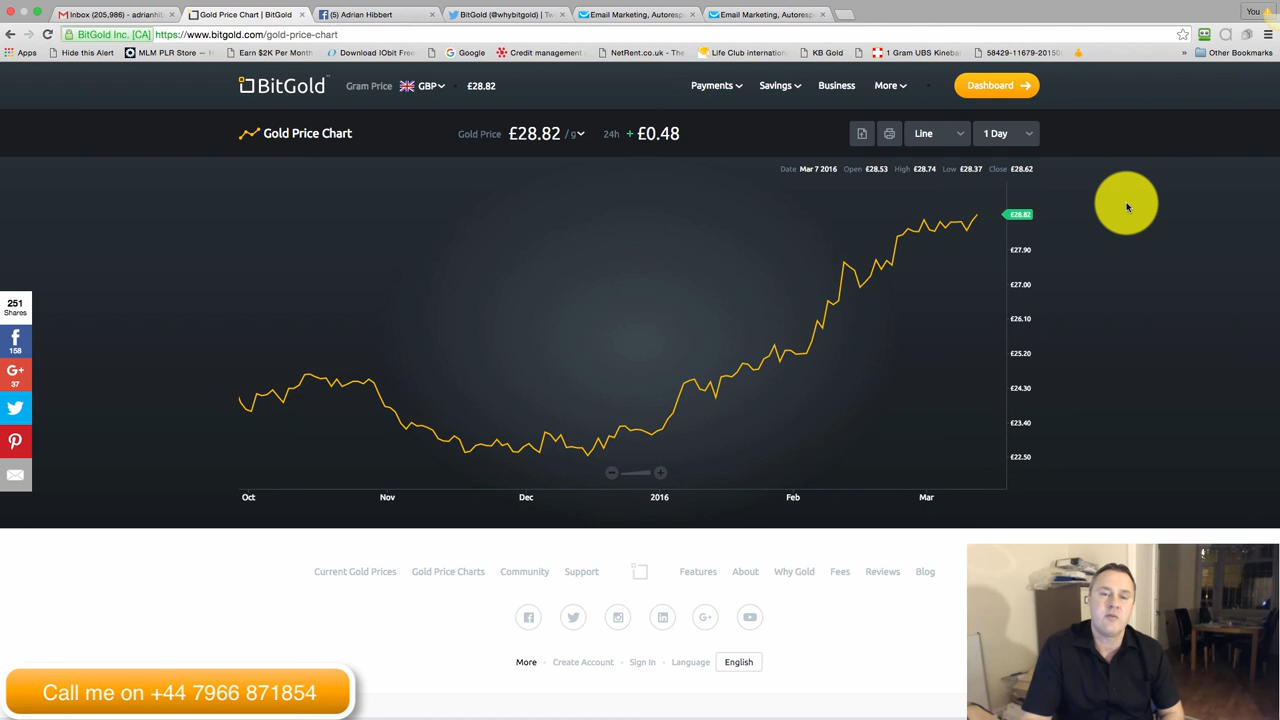 Inbox (205,986) - adrianhi
Gold Price Chart | BitGold
(5) Adrian Hibbert
BitGold (@whybitgold) | Tw
Email Marketing, Autoresp
Email Marketing, Autoresp
You
BitGold Inc. [CA] https://www.bitgold.com/gold-price-chart
Apps
Hide this Alert
MLM PLR Store —
Earn $2K Per Month
Download IObit Free
Google
Credit management
NetRent.co.uk - The
Life Club internation
KB Gold
1 Gram UBS Kinebar
58429-11679-20150
»
Other Bookmarks
BitGold
Gram Price GBP £28.82
Payments Savings Business More
Dashboard
Gold Price Chart
Gold Price £28.82 /g 24h + £0.48
Line
1 Day
Date Mar 7 2016 Open £28.53 High £28.74 Low £28.37 Close £28.62
£28.82
£27.90
£27.00
£26.10
£25.20
£24.30
£23.40
£22.50
Oct Nov Dec 2016 Feb Mar
251
Shares
158
G+
37
Current Gold Prices Gold Price Charts Community Support Features About Why Gold Fees Reviews Blog
More Create Account Sign In Language English
Call me on +44 7966 871854